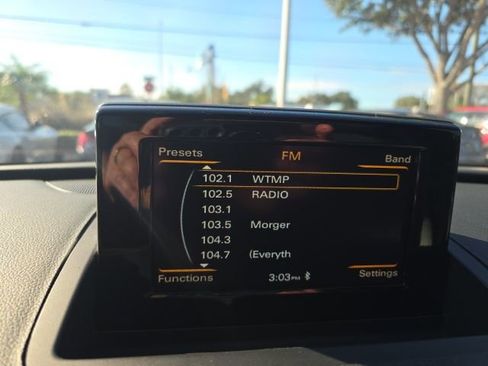 Presets FM Band
102.1 WTMP
102.5 RADIO
103.1
103.5 Morger
104.3
104.7 (Everyth
Functions 3:03PM Settings